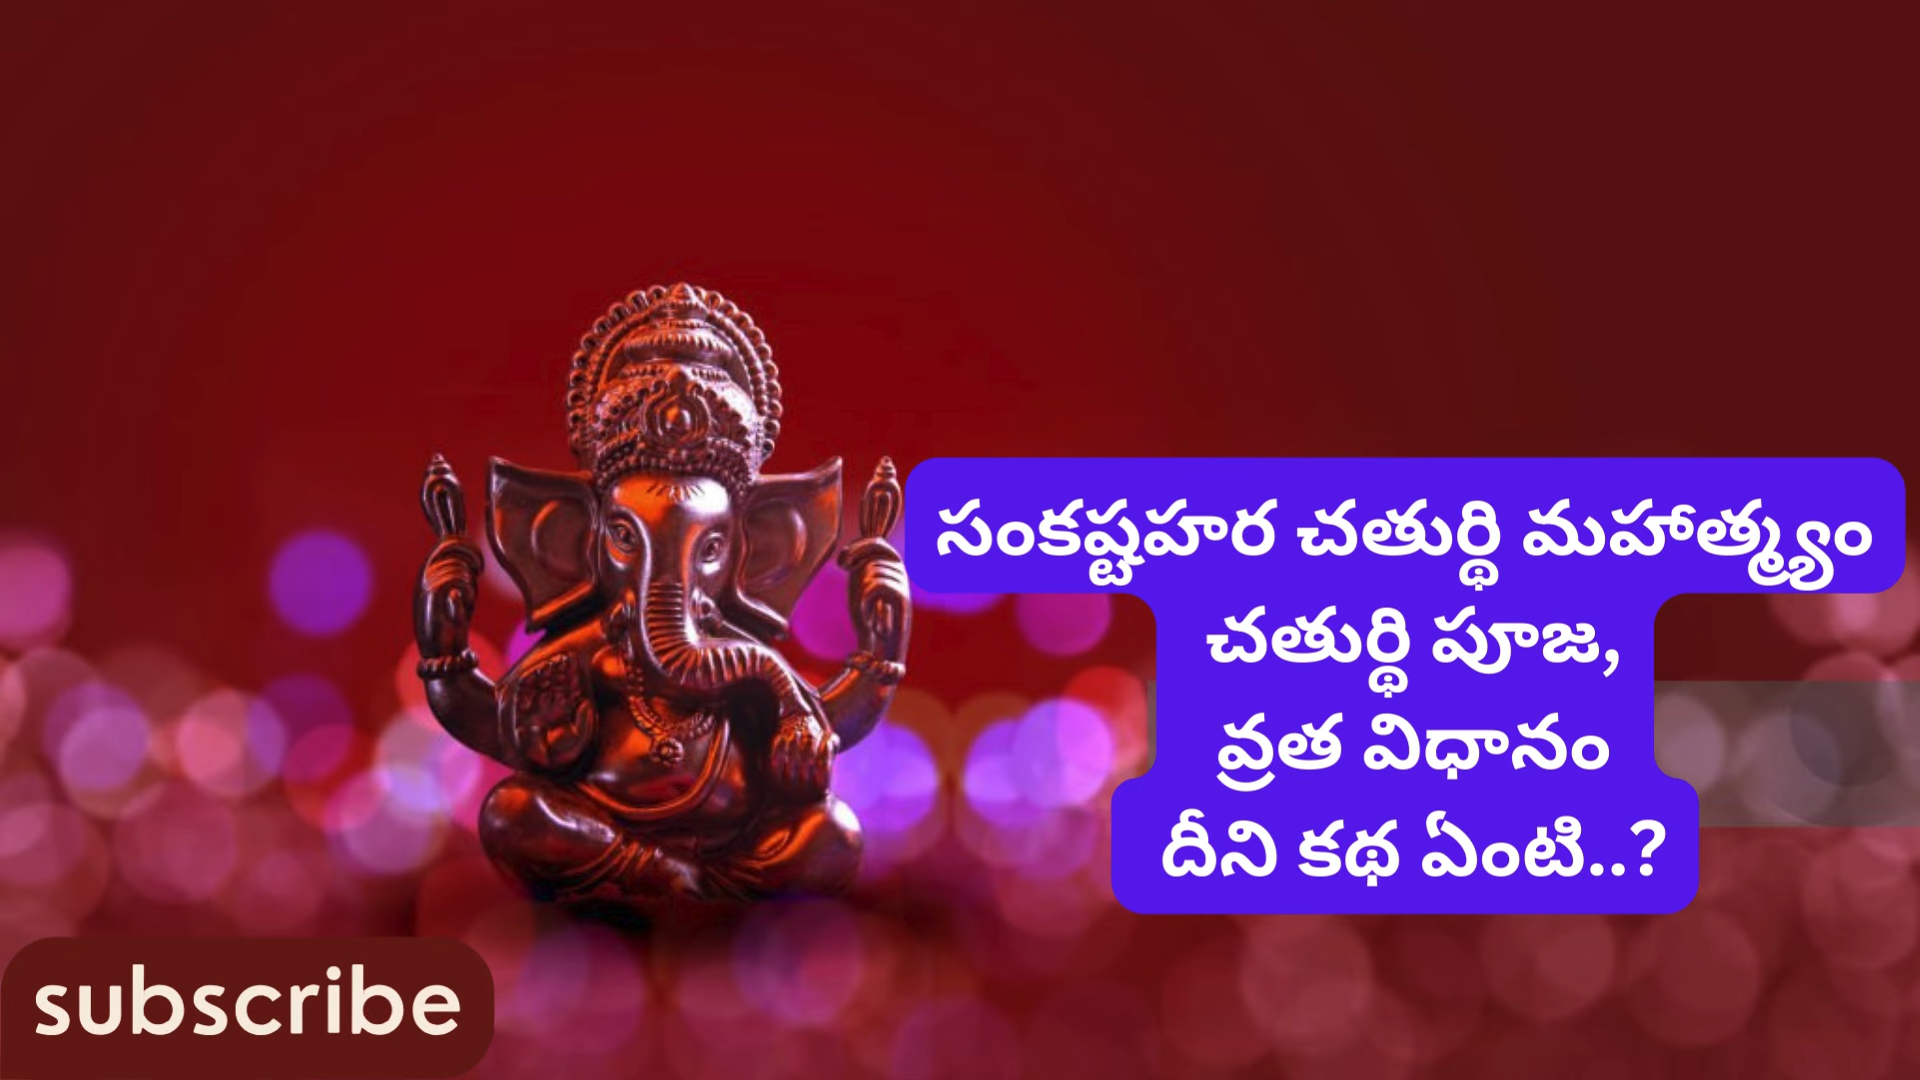 సంకష్టహర చతుర్థి మహాత్మ్యం
చతుర్థి పూజ,
వ్రత విధానం
దీని కథ ఏంటి..?
subscribe